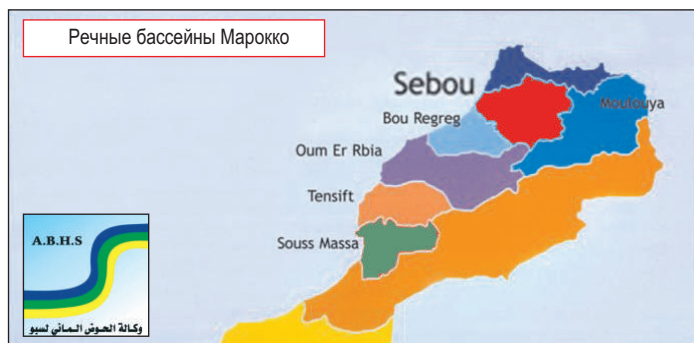 Речные бассейны Марокко
Sebou
Moulouya
Bou Regreg
Oum Er Rbia
Tensift
Souss Massa
A.B.H.S
وكالة الحوض المائي لسبو